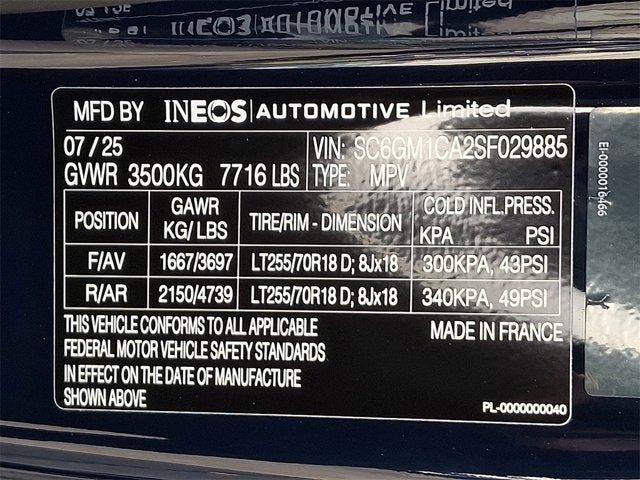 MFD BY INEOS | AUTOMOTIVE Limited
07 / 25 VIN: SC6GM1CA2SF029885
GVWR 3500KG 7716 LBS TYPE: MPV
POSITION GAWR KG/ LBS TIRE/RIM - DIMENSION COLD INFL.PRESS. KPA PSI
F/AV 1667/3697 LT255/70R18 D; 8Jx18 300KPA, 43PSI
R/AR 2150/4739 LT255/70R18 D; 8Jx18 340KPA, 49PSI
THIS VEHICLE CONFORMS TO ALL APPLICABLE MADE IN FRANCE
FEDERAL MOTOR VEHICLE SAFETY STANDARDS
IN EFFECT ON THE DATE OF MANUFACTURE
SHOWN ABOVE
PL-0000000040
EI-0000016466